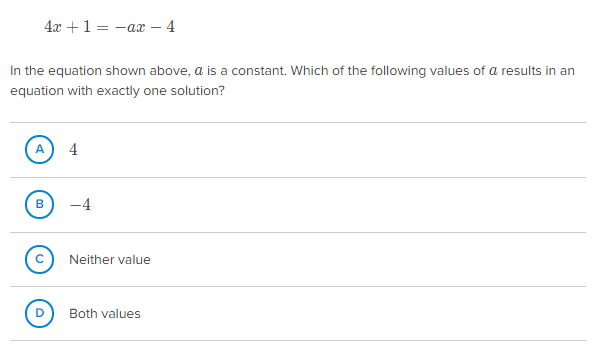 4x + 1 = −ax − 4
In the equation shown above, a is a constant. Which of the following values of a results in an
equation with exactly one solution?
A 4
B −4
C Neither value
D Both values